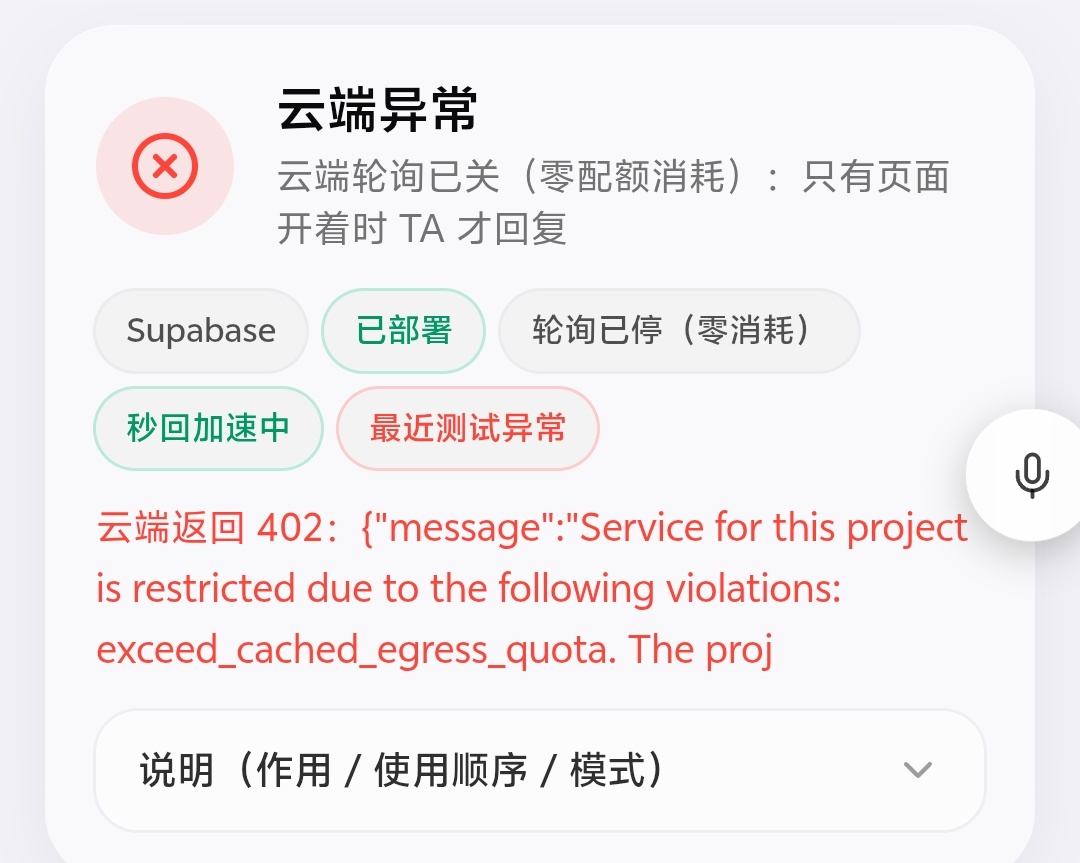 云端异常
云端轮询已关（零配额消耗）：只有页面
开着时 TA 才回复
Supabase 已部署 轮询已停（零消耗）
秒回加速中 最近测试异常
云端返回 402：{"message":"Service for this project
is restricted due to the following violations:
exceed_cached_egress_quota. The proj
说明（作用 / 使用顺序 / 模式）